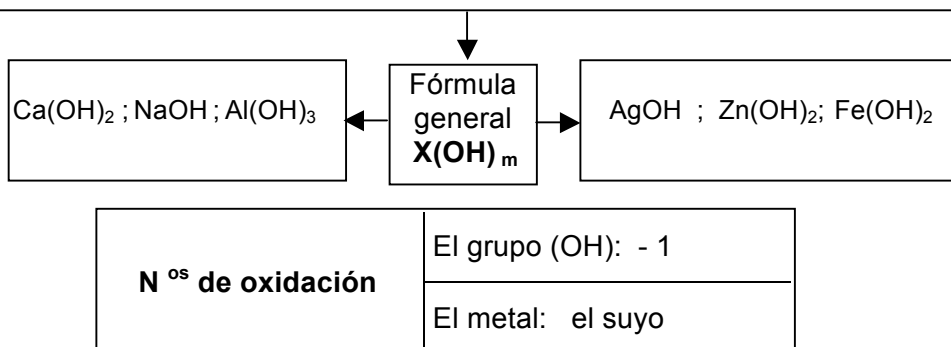 Ca(OH)₂ ; NaOH ; Al(OH)₃
Fórmula
general
X(OH) ₘ
AgOH ; Zn(OH)₂; Fe(OH)₂
N ᵒˢ de oxidación
El grupo (OH): - 1
El metal: el suyo